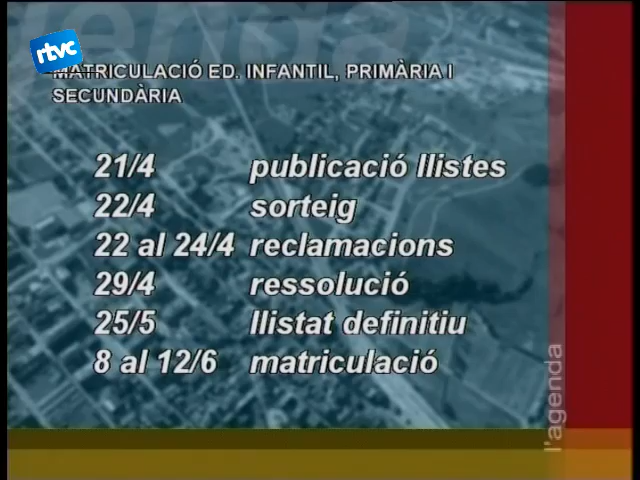 agenda
rtvc
MATRICULACIÓ ED. INFANTIL, PRIMÀRIA I
SECUNDÀRIA
21/4 publicació llistes
22/4 sorteig
22 al 24/4 reclamacions
29/4 ressolució
25/5 llistat definitiu
8 al 12/6 matriculació
l'agenda